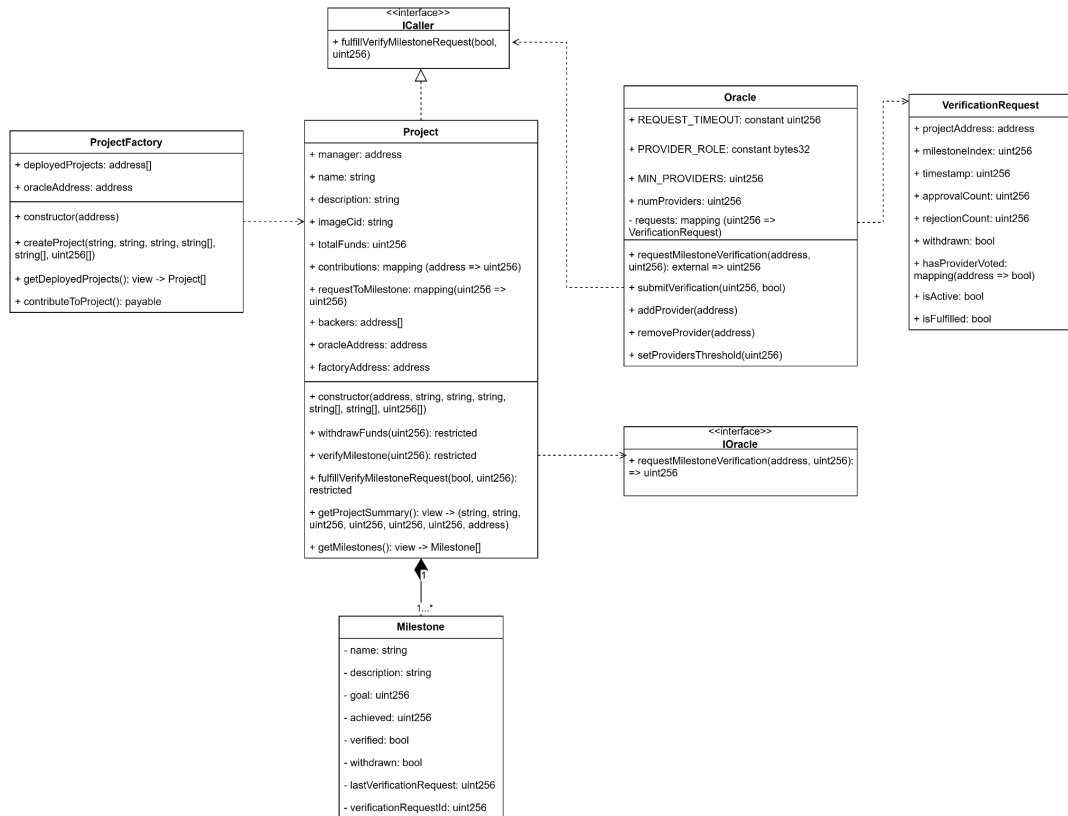 <<interface>>
ICaller
+ fulfillVerifyMilestoneRequest(bool,
uint256)
ProjectFactory
+ deployedProjects: address[]
+ oracleAddress: address
+ constructor(address)
+ createProject(string, string, string, string[],
string[], uint256[])
+ getDeployedProjects(): view -> Project[]
+ contributeToProject(): payable
Project
+ manager: address
+ name: string
+ description: string
+ imageCid: string
+ totalFunds: uint256
+ contributions: mapping (address => uint256)
+ requestToMilestone: mapping(uint256 =>
uint256)
+ backers: address[]
+ oracleAddress: address
+ factoryAddress: address
+ constructor(address, string, string, string,
string[], string[], uint256[])
+ withdrawFunds(uint256): restricted
+ verifyMilestone(uint256): restricted
+ fulfillVerifyMilestoneRequest(bool, uint256):
restricted
+ getProjectSummary(): view -> (string, string,
uint256, uint256, uint256, uint256, address)
+ getMilestones(): view -> Milestone[]
1
1...*
Milestone
- name: string
- description: string
- goal: uint256
- achieved: uint256
- verified: bool
- withdrawn: bool
- lastVerificationRequest: uint256
- verificationRequestId: uint256
Oracle
+ REQUEST_TIMEOUT: constant uint256
+ PROVIDER_ROLE: constant bytes32
+ MIN_PROVIDERS: uint256
+ numProviders: uint256
- requests: mapping (uint256 =>
VerificationRequest)
+ requestMilestoneVerification(address,
uint256): external => uint256
+ submitVerification(uint256, bool)
+ addProvider(address)
+ removeProvider(address)
+ setProvidersThreshold(uint256)
<<interface>>
IOracle
+ requestMilestoneVerification(address, uint256):
=> uint256
VerificationRequest
+ projectAddress: address
+ milestoneIndex: uint256
+ timestamp: uint256
+ approvalCount: uint256
+ rejectionCount: uint256
+ withdrawn: bool
+ hasProviderVoted:
mapping(address => bool)
+ isActive: bool
+ isFulfilled: bool